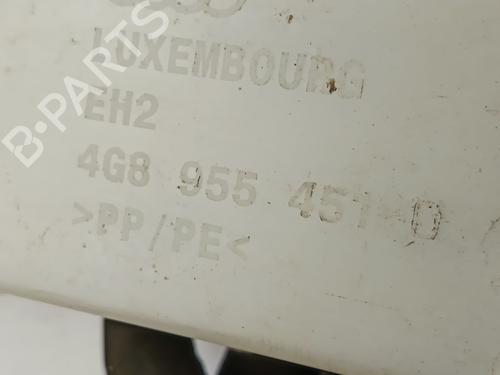 B-PARTS
LUXEMBOURG
EH2
4G8 955 451 D
>PP/PE<